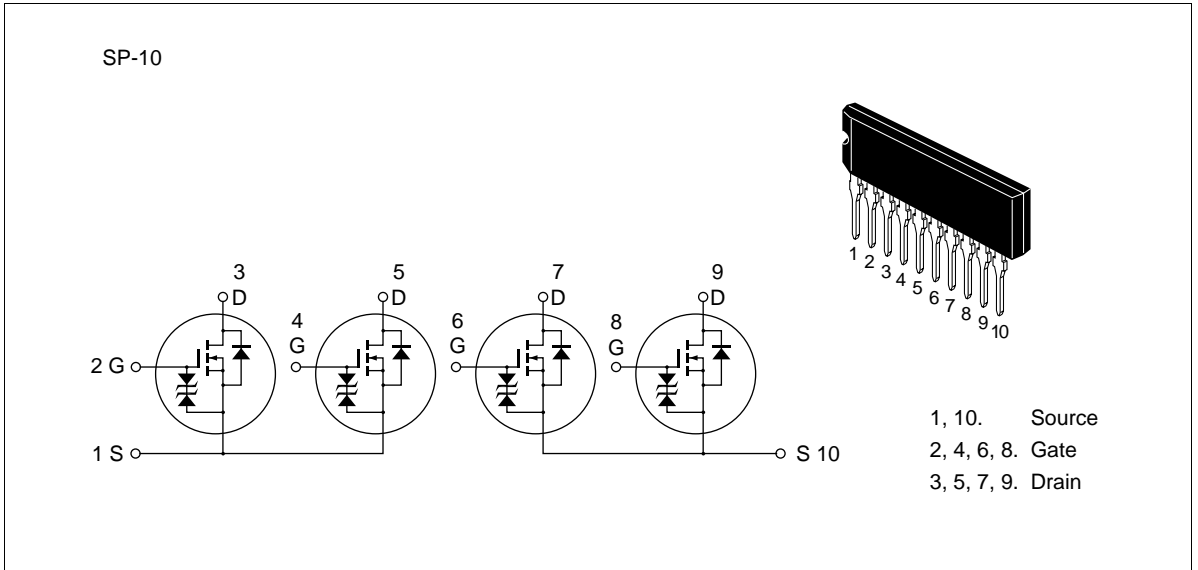 SP-10
1
2
3
4
5
6
7
8
9
10
3
5
7
9
D
D
D
D
4
6
8
G
G
G
2 G
1 S
S 10
1, 10. Source
2, 4, 6, 8. Gate
3, 5, 7, 9. Drain